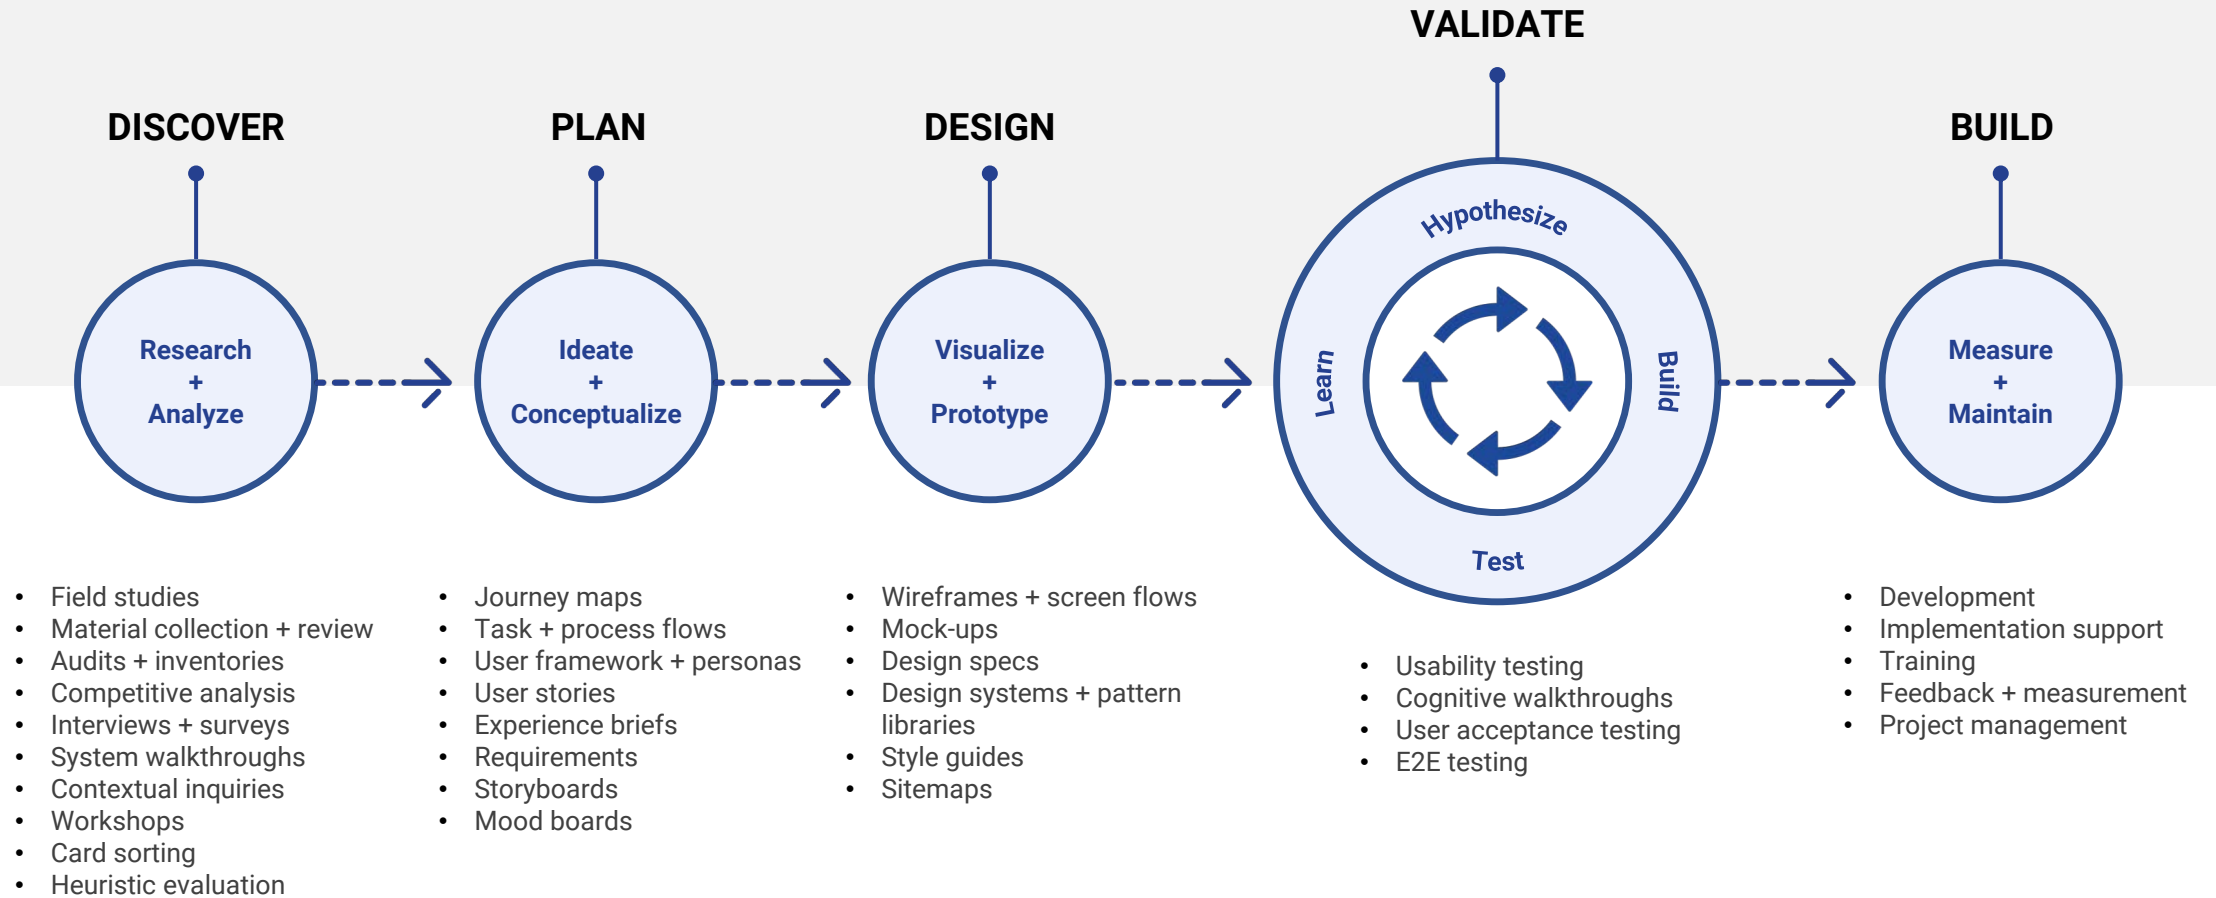 VALIDATE
DISCOVER
PLAN
DESIGN
BUILD
Research
+
Analyze
Ideate
+
Conceptualize
Visualize
+
Prototype
Hypothesize
Build
Test
Learn
Measure
+
Maintain
• Field studies
• Material collection + review
• Audits + inventories
• Competitive analysis
• Interviews + surveys
• System walkthroughs
• Contextual inquiries
• Workshops
• Card sorting
• Heuristic evaluation
• Journey maps
• Task + process flows
• User framework + personas
• User stories
• Experience briefs
• Requirements
• Storyboards
• Mood boards
• Wireframes + screen flows
• Mock-ups
• Design specs
• Design systems + pattern
libraries
• Style guides
• Sitemaps
• Usability testing
• Cognitive walkthroughs
• User acceptance testing
• E2E testing
• Development
• Implementation support
• Training
• Feedback + measurement
• Project management